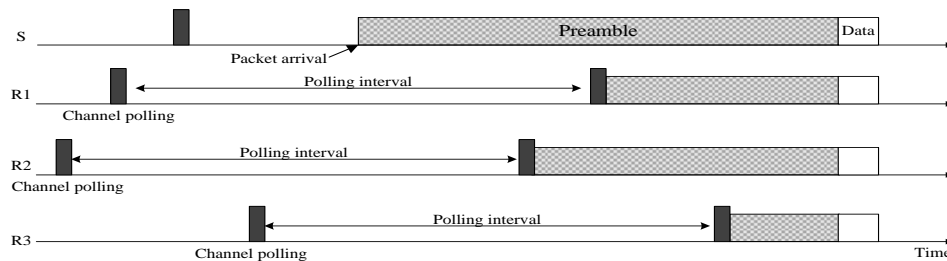 S
Preamble
Data
Packet arrival
Polling interval
R1
Channel polling
Polling interval
R2
Channel polling
Polling interval
R3
Channel polling
Time